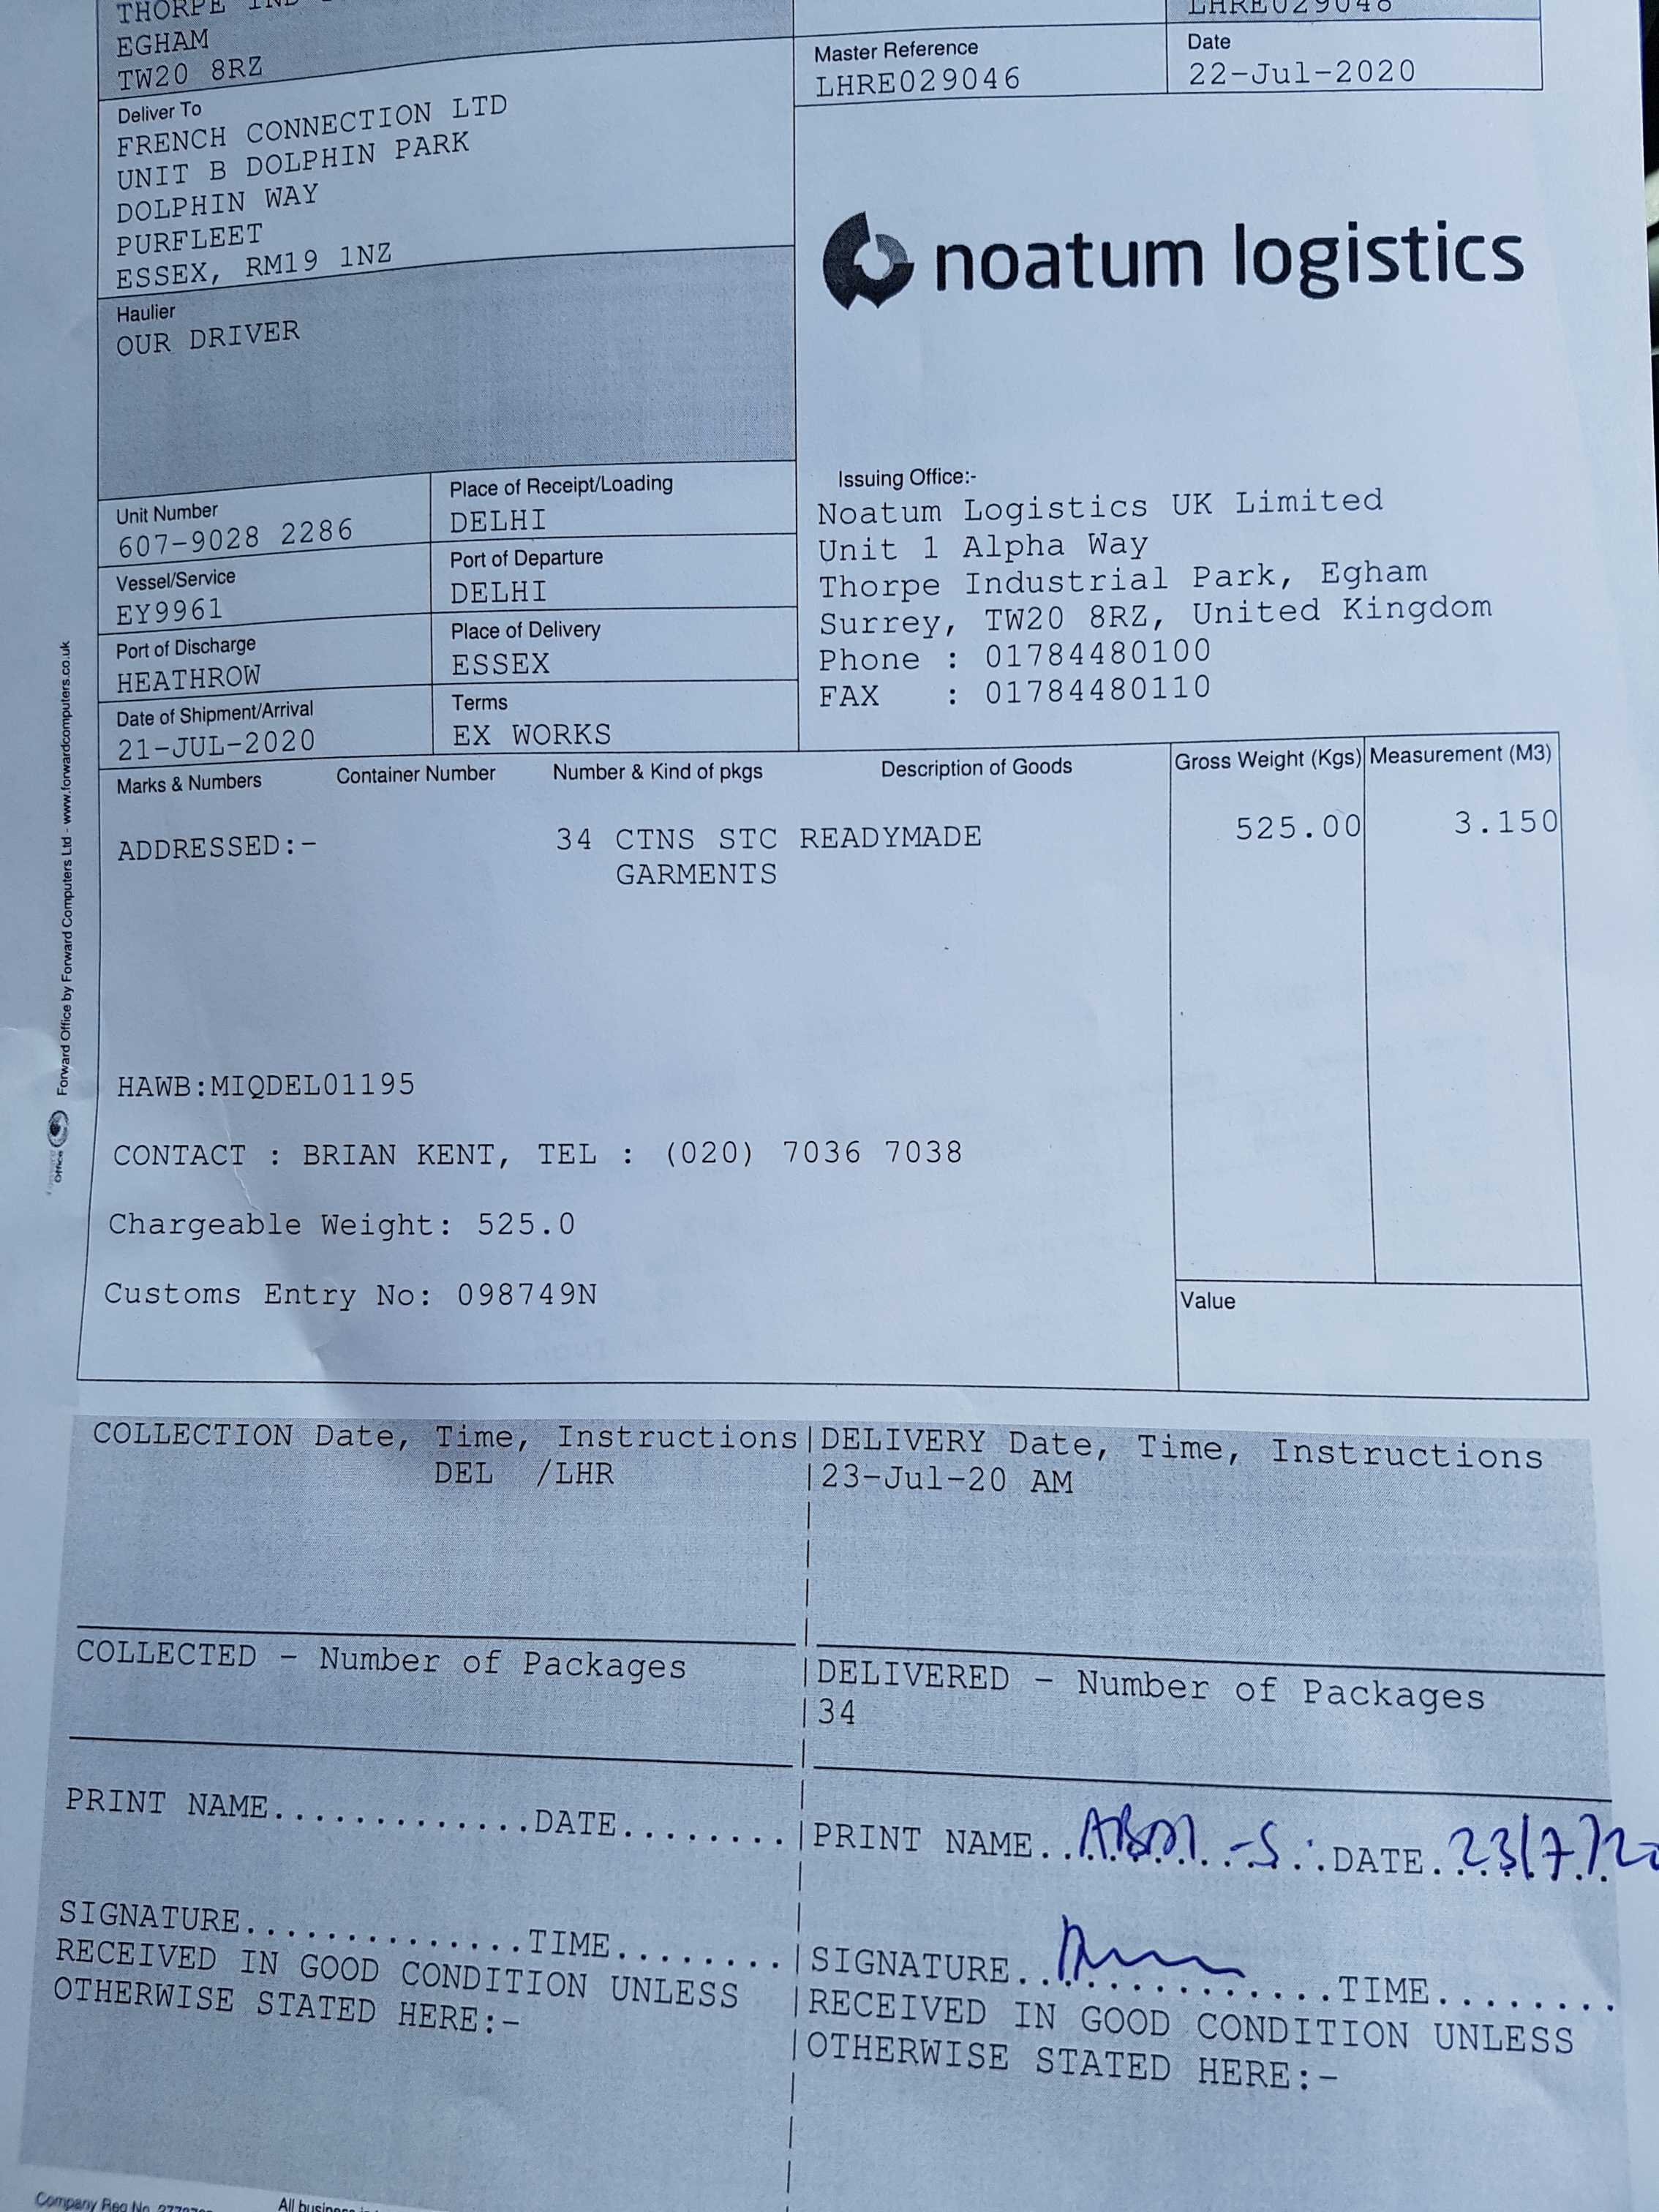 THORPE IND
EGHAM
TW20 8RZ
LHRE029048
Master Reference
LHRE029046
Date
22-Jul-2020
Deliver To
FRENCH CONNECTION LTD
UNIT B DOLPHIN PARK
DOLPHIN WAY
PURFLEET
ESSEX, RM19 1NZ
noatum logistics
Haulier
OUR DRIVER
Unit Number
607-9028 2286
Place of Receipt/Loading
DELHI
Vessel/Service
EY9961
Port of Departure
DELHI
Port of Discharge
HEATHROW
Place of Delivery
ESSEX
Date of Shipment/Arrival
21-JUL-2020
Terms
EX WORKS
Issuing Office:-
Noatum Logistics UK Limited
Unit 1 Alpha Way
Thorpe Industrial Park, Egham
Surrey, TW20 8RZ, United Kingdom
Phone : 01784480100
FAX : 01784480110
Marks & Numbers Container Number Number & Kind of pkgs Description of Goods Gross Weight (Kgs) Measurement (M3)
ADDRESSED:- 34 CTNS STC READYMADE 525.00 3.150
GARMENTS
HAWB:MIQDEL01195
CONTACT : BRIAN KENT, TEL : (020) 7036 7038
Chargeable Weight: 525.0
Customs Entry No: 098749N
Value
Forward Office by Forward Computers Ltd - www.forwardcomputers.co.uk
Office
COLLECTION Date, Time, Instructions
DEL /LHR
DELIVERY Date, Time, Instructions
23-Jul-20 AM
COLLECTED - Number of Packages
DELIVERED - Number of Packages
34
PRINT NAME.............DATE........
SIGNATURE..............TIME........
RECEIVED IN GOOD CONDITION UNLESS
OTHERWISE STATED HERE:-
PRINT NAME..ABDI-S..DATE.23/7/20
SIGNATURE..............TIME........
RECEIVED IN GOOD CONDITION UNLESS
OTHERWISE STATED HERE:-
Company Reg No.
All business